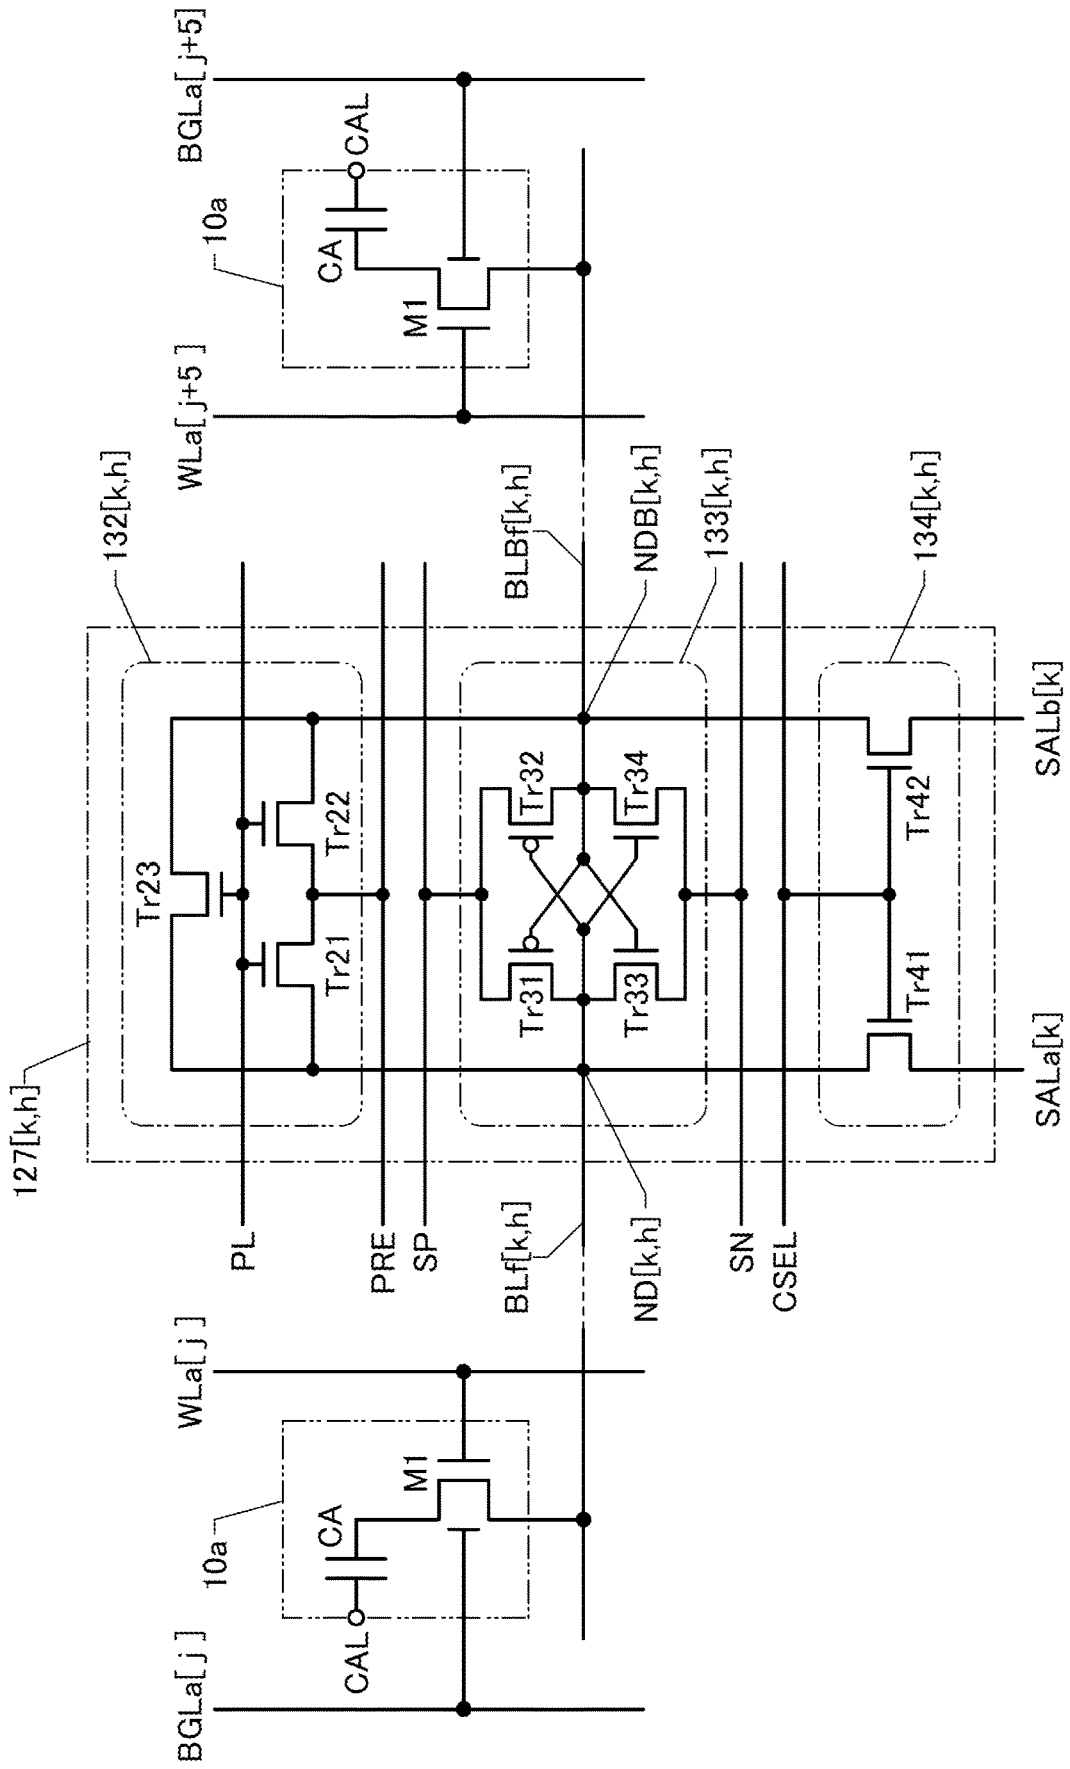 127[k,h]
132[k,h]
Tr23
PL
Tr21
Tr22
PRE
SP
BGLa[j]
WLa[j]
10a
CAL
CA
M1
WLa[j+5]
BGLa[j+5]
10a
CA
CAL
M1
BLf[k,h]
BLBf[k,h]
Tr31
Tr32
ND[k,h]
Tr33
Tr34
NDB[k,h]
133[k,h]
SN
CSEL
Tr41
Tr42
134[k,h]
SALa[k]
SALb[k]